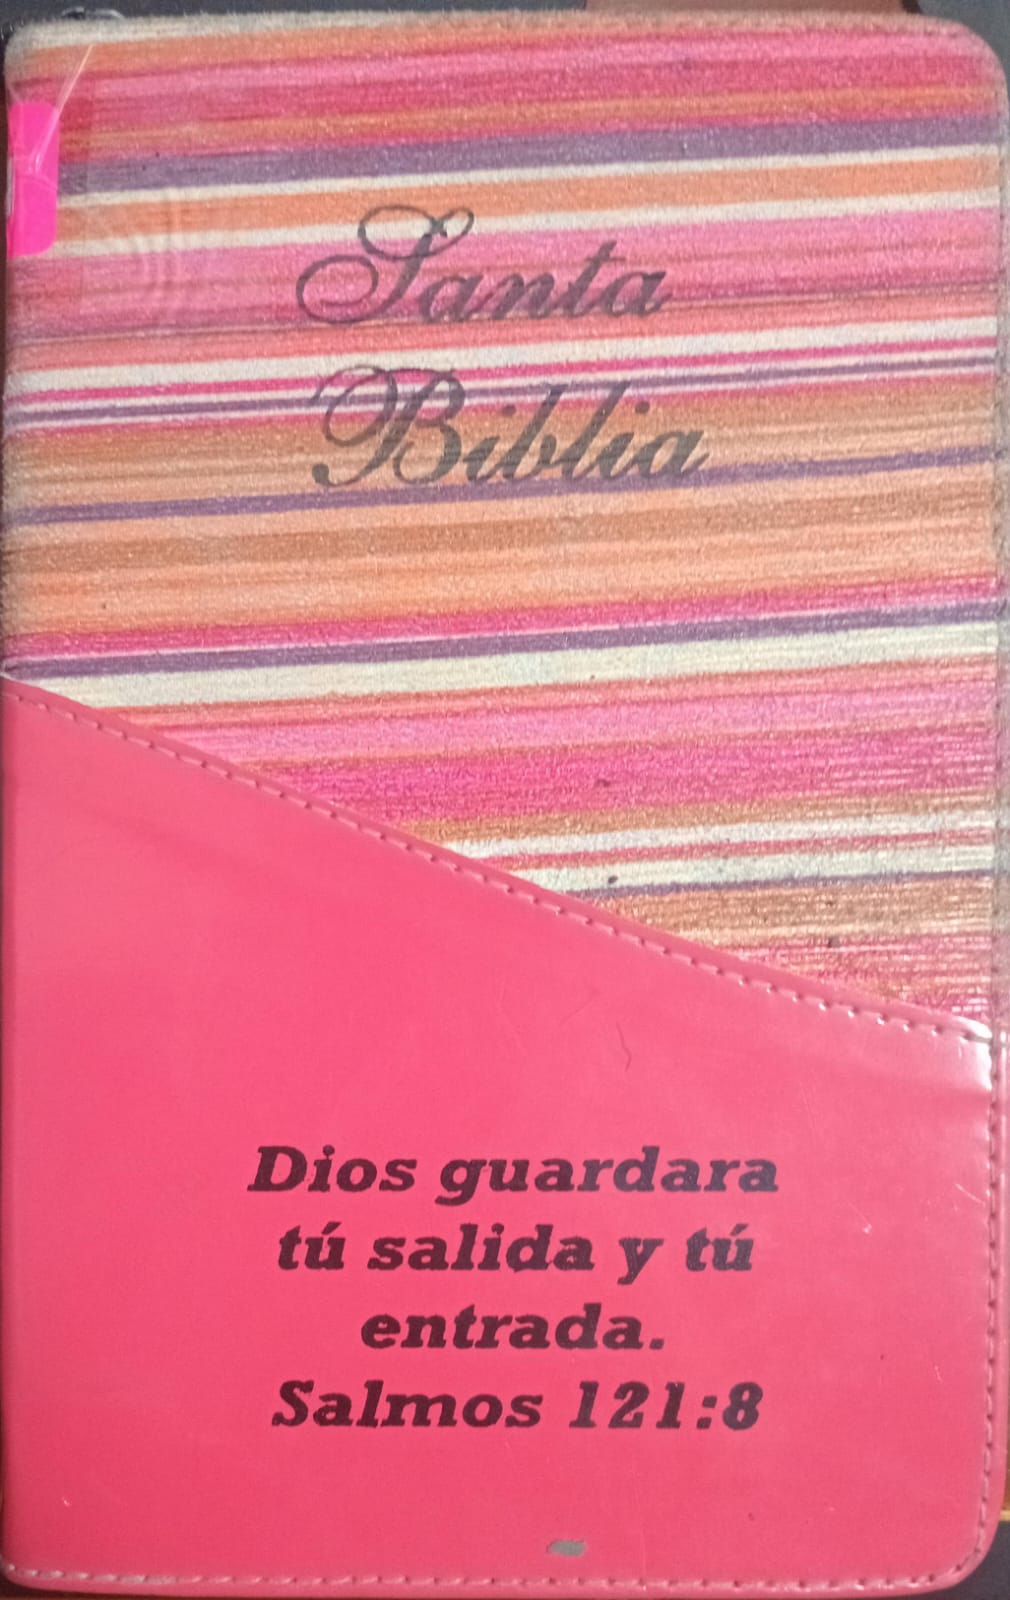 Santa
Biblia
Dios guardara
tú salida y tú
entrada.
Salmos 121:8